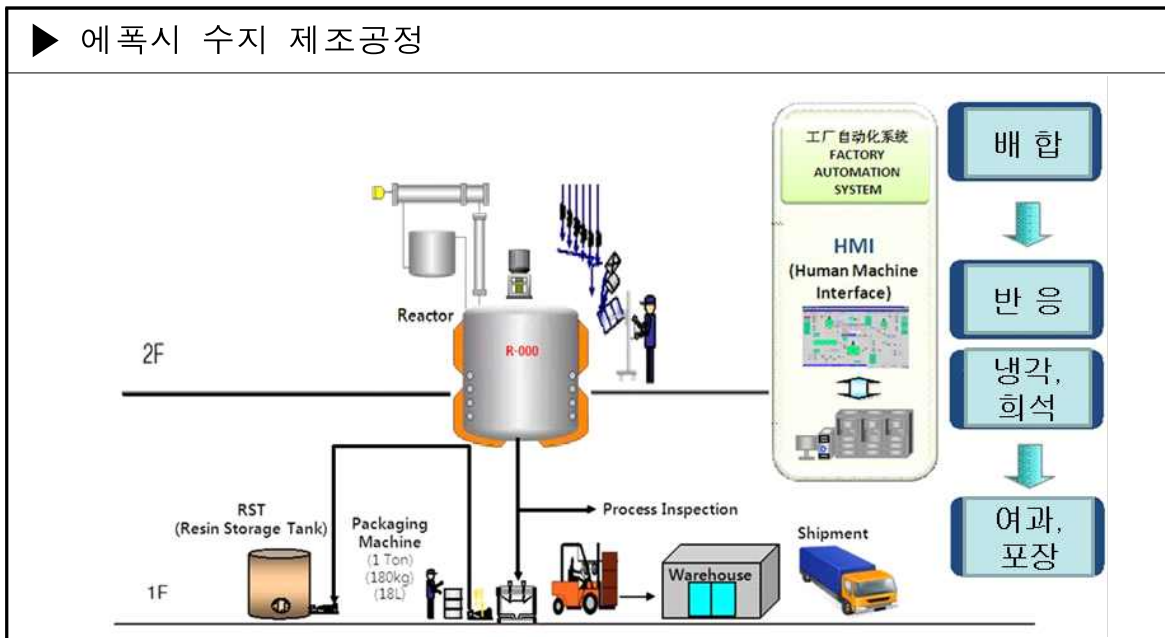 ▶ 에폭시 수지 제조공정
工厂自动化系统
FACTORY
AUTOMATION
SYSTEM
HMI
(Human Machine
Interface)
배 합
반 응
냉각,
희석
여과,
포장
Reactor
R-000
2F
RST
(Resin Storage Tank)
Packaging
Machine
(1 Ton)
(180kg)
(18L)
Process Inspection
Warehouse
Shipment
1F